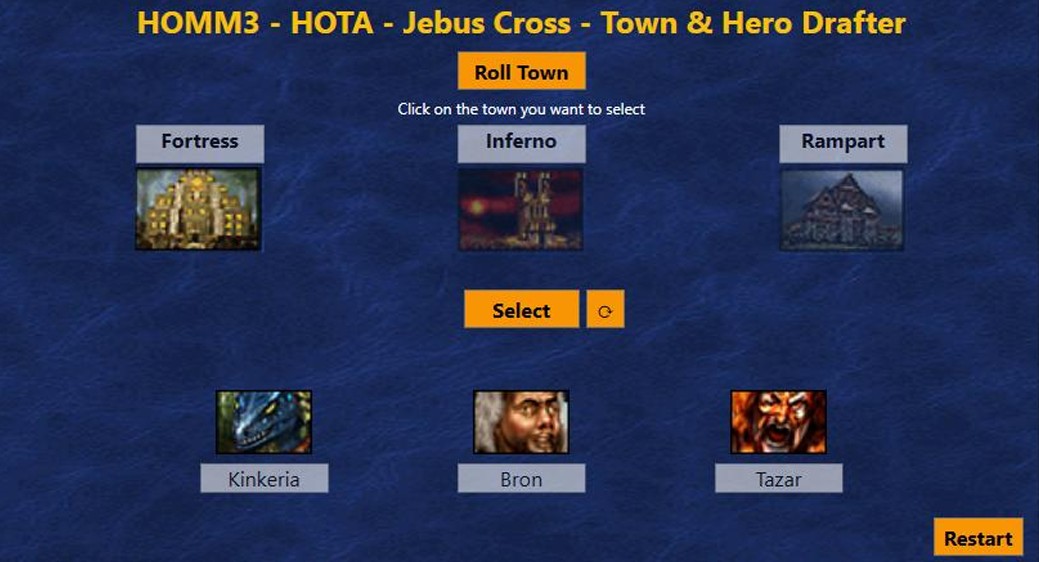 HOMM3 - HOTA - Jebus Cross - Town & Hero Drafter
Roll Town
Click on the town you want to select
Fortress
Inferno
Rampart
Select
Kinkeria
Bron
Tazar
Restart